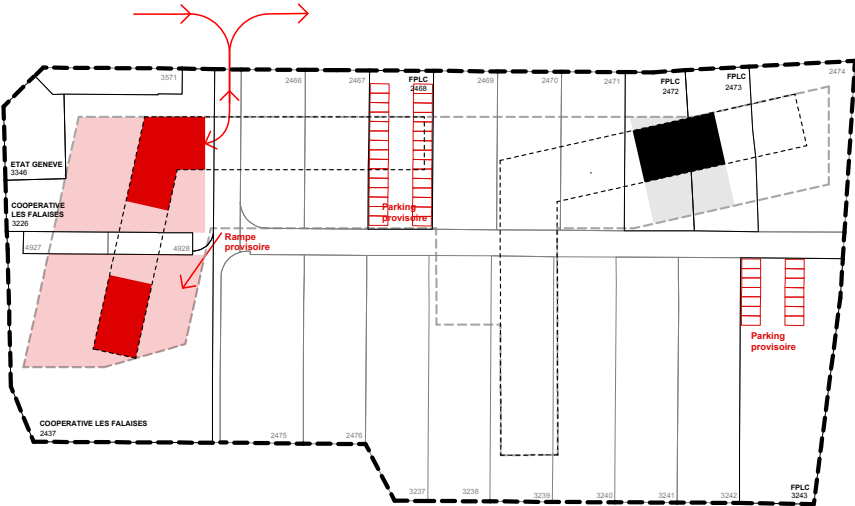 3571
2466
2467
FPLC
2468
2469
2470
2471
FPLC
2472
FPLC
2473
2474
ETAT GENEVE
3346
COOPERATIVE
LES FALAISES
3226
Parking
provisoire
4927
4928
Rampe
provisoire
Parking
provisoire
COOPERATIVE LES FALAISES
2437
2475
2476
3237
3238
3239
3240
3241
3242
FPLC
3243